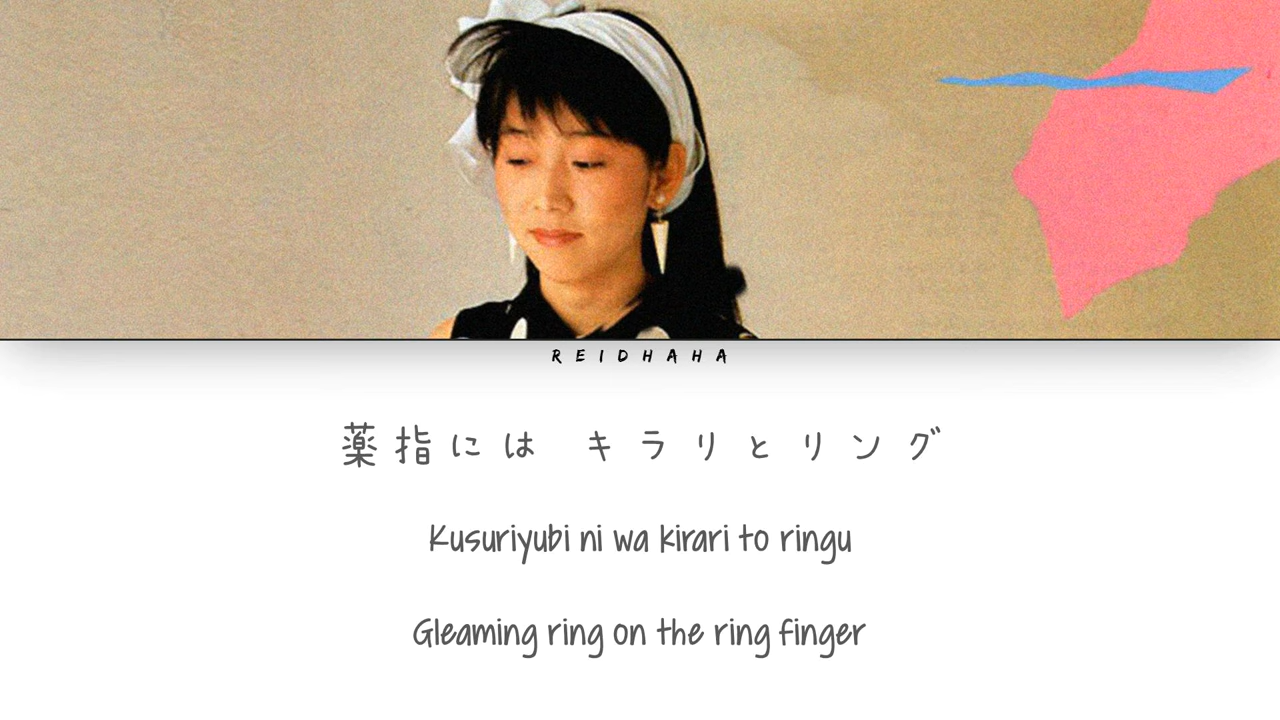 REIDHAHA
薬指には キラリとリング
Kusuriyubi ni wa kirari to ringu
Gleaming ring on the ring finger